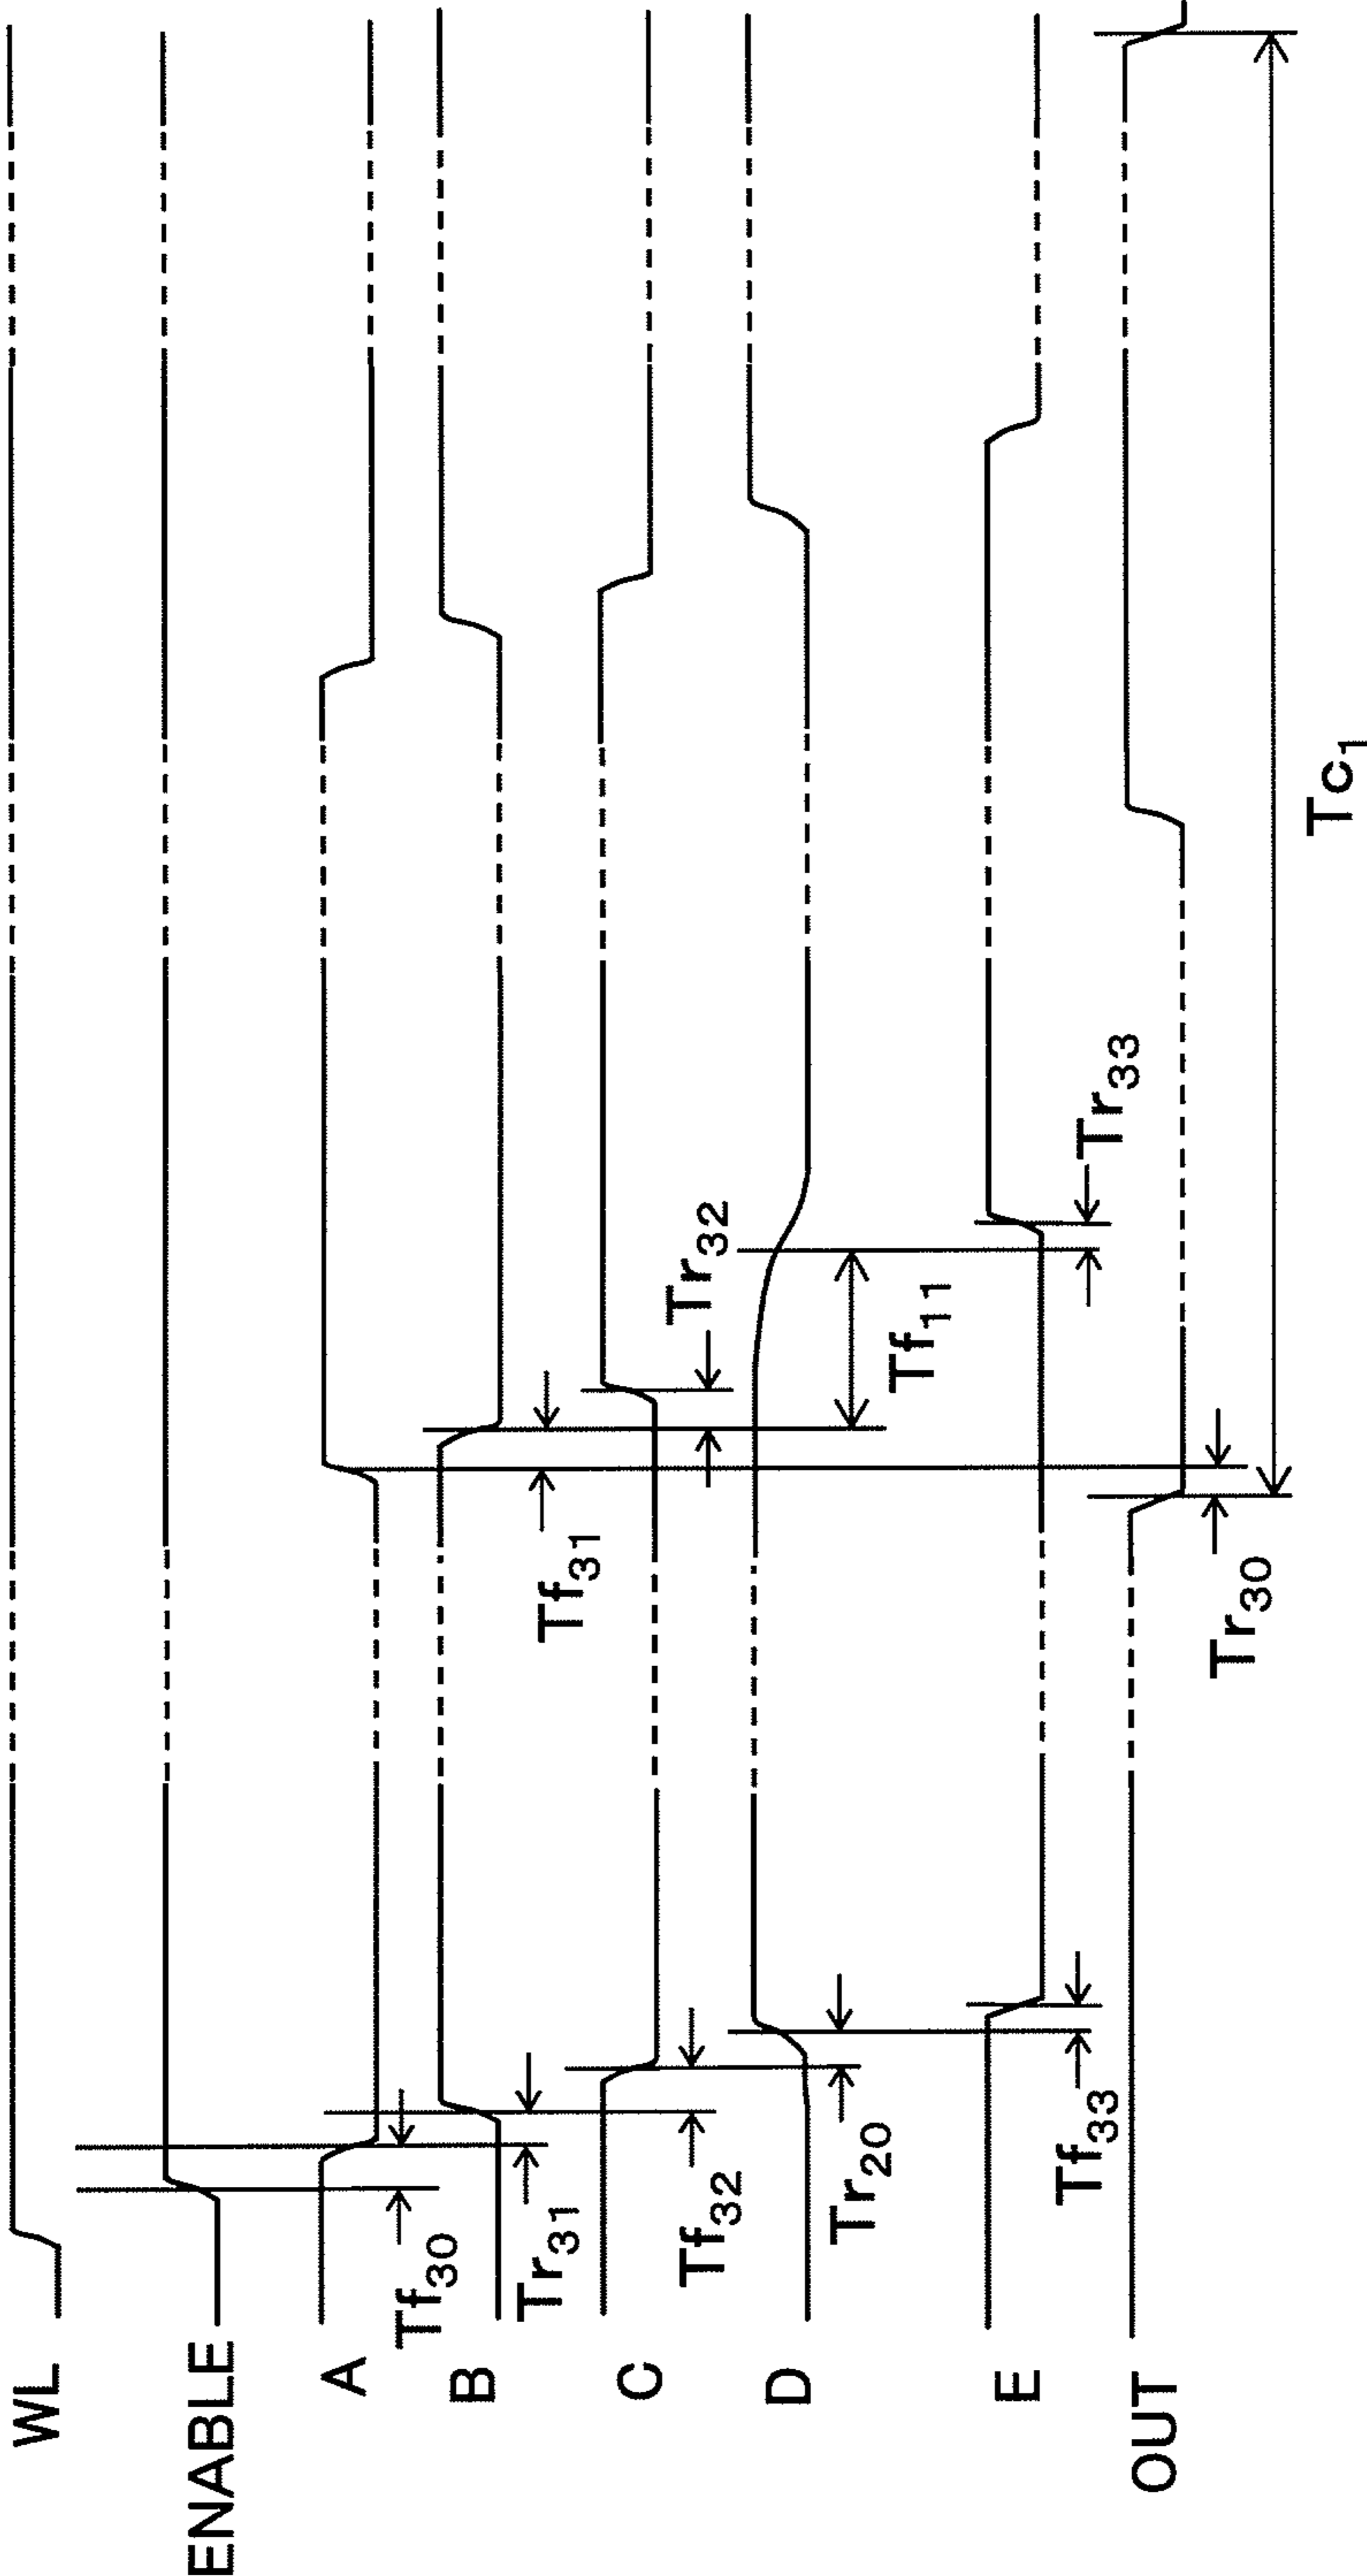 WL
ENABLE
A
B
C
D
E
OUT
Tf30
Tr31
Tf32
Tr20
Tf33
Tf31
Tr32
Tf11
Tr33
Tr30
Tc1